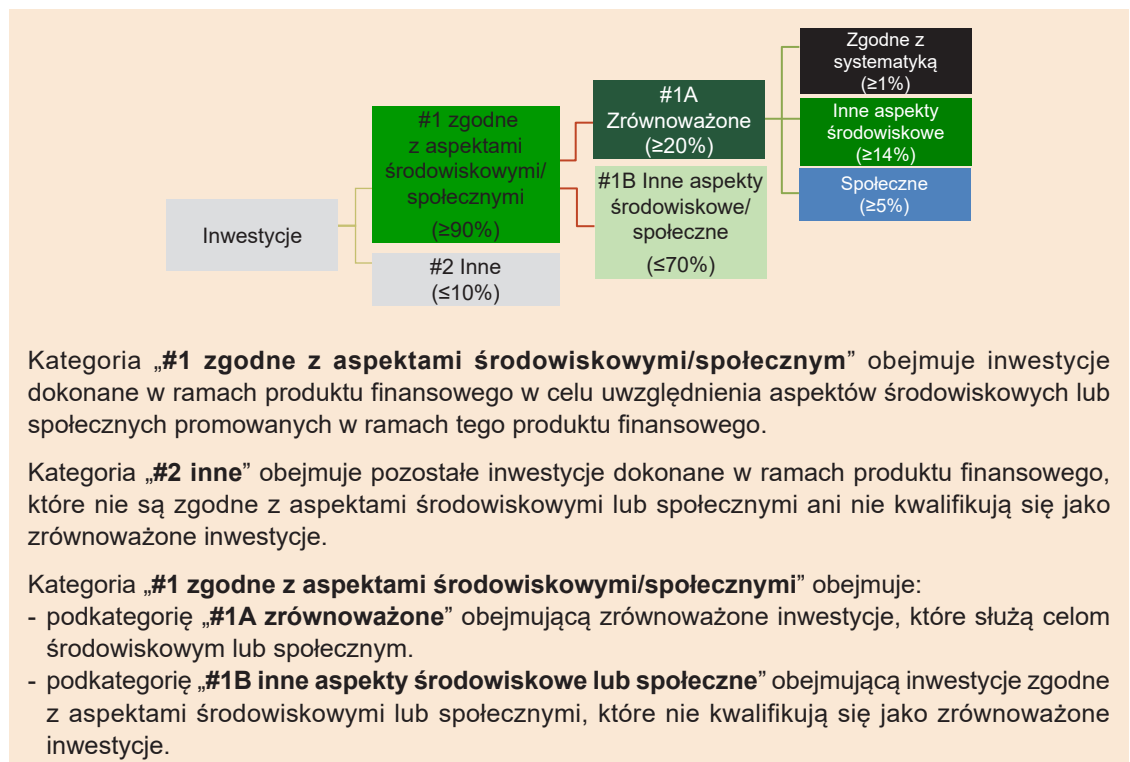 Inwestycje
#1 zgodne
z aspektami
środowiskowymi/
społecznymi
(≥90%)
#2 Inne
(≤10%)
#1A
Zrównoważone
(≥20%)
#1B Inne aspekty
środowiskowe/
społeczne
(≤70%)
Zgodne z
systematyką
(≥1%)
Inne aspekty
środowiskowe
(≥14%)
Społeczne
(≥5%)
Kategoria „#1 zgodne z aspektami środowiskowymi/społecznym” obejmuje inwestycje
dokonane w ramach produktu finansowego w celu uwzględnienia aspektów środowiskowych lub
społecznych promowanych w ramach tego produktu finansowego.
Kategoria „#2 inne” obejmuje pozostałe inwestycje dokonane w ramach produktu finansowego,
które nie są zgodne z aspektami środowiskowymi lub społecznymi ani nie kwalifikują się jako
zrównoważone inwestycje.
Kategoria „#1 zgodne z aspektami środowiskowymi/społecznymi” obejmuje:
- podkategorię „#1A zrównoważone” obejmującą zrównoważone inwestycje, które służą celom
środowiskowym lub społecznym.
- podkategorię „#1B inne aspekty środowiskowe lub społeczne” obejmującą inwestycje zgodne
z aspektami środowiskowymi lub społecznymi, które nie kwalifikują się jako zrównoważone
inwestycje.